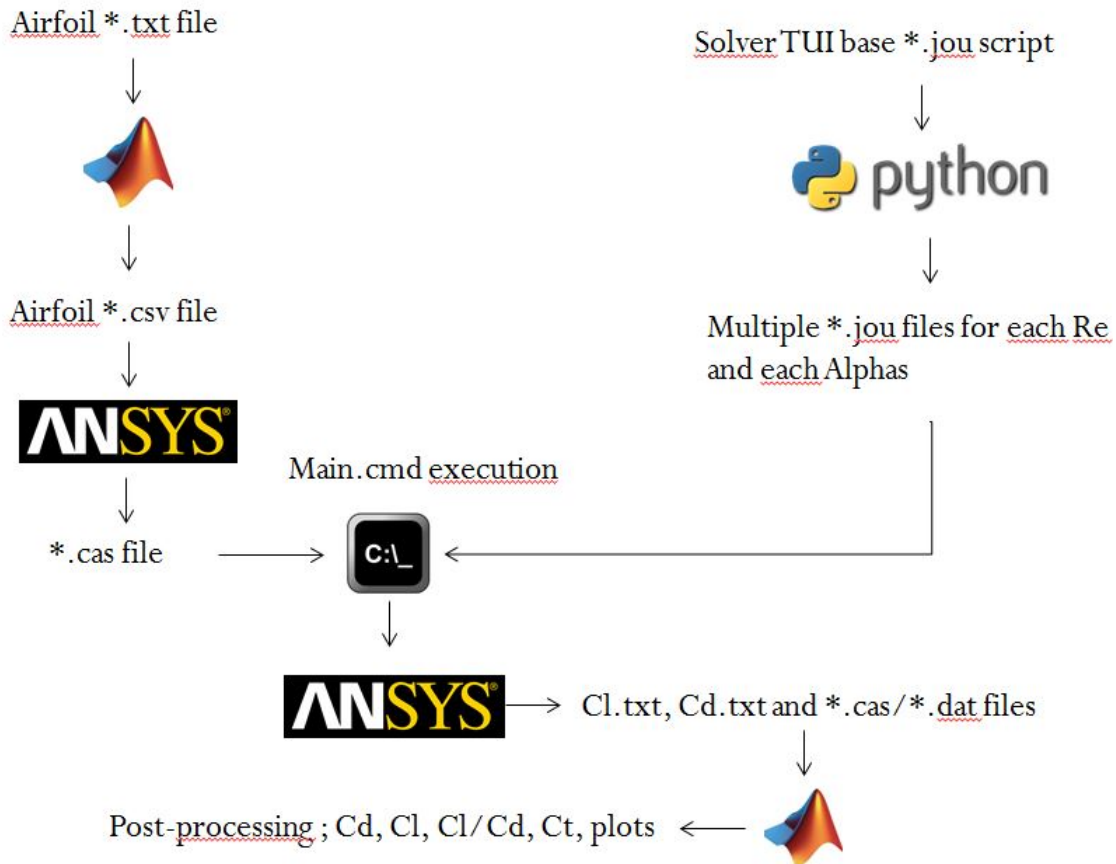 Airfoil *.txt file
Solver TUI base *.jou script
python
Airfoil *.csv file
Multiple *.jou files for each Re
and each Alphas
ANSYS®
Main.cmd execution
*.cas file
C:\_
ANSYS®
Cl.txt, Cd.txt and *.cas/*.dat files
Post-processing ; Cd, Cl, Cl/Cd, Ct, plots